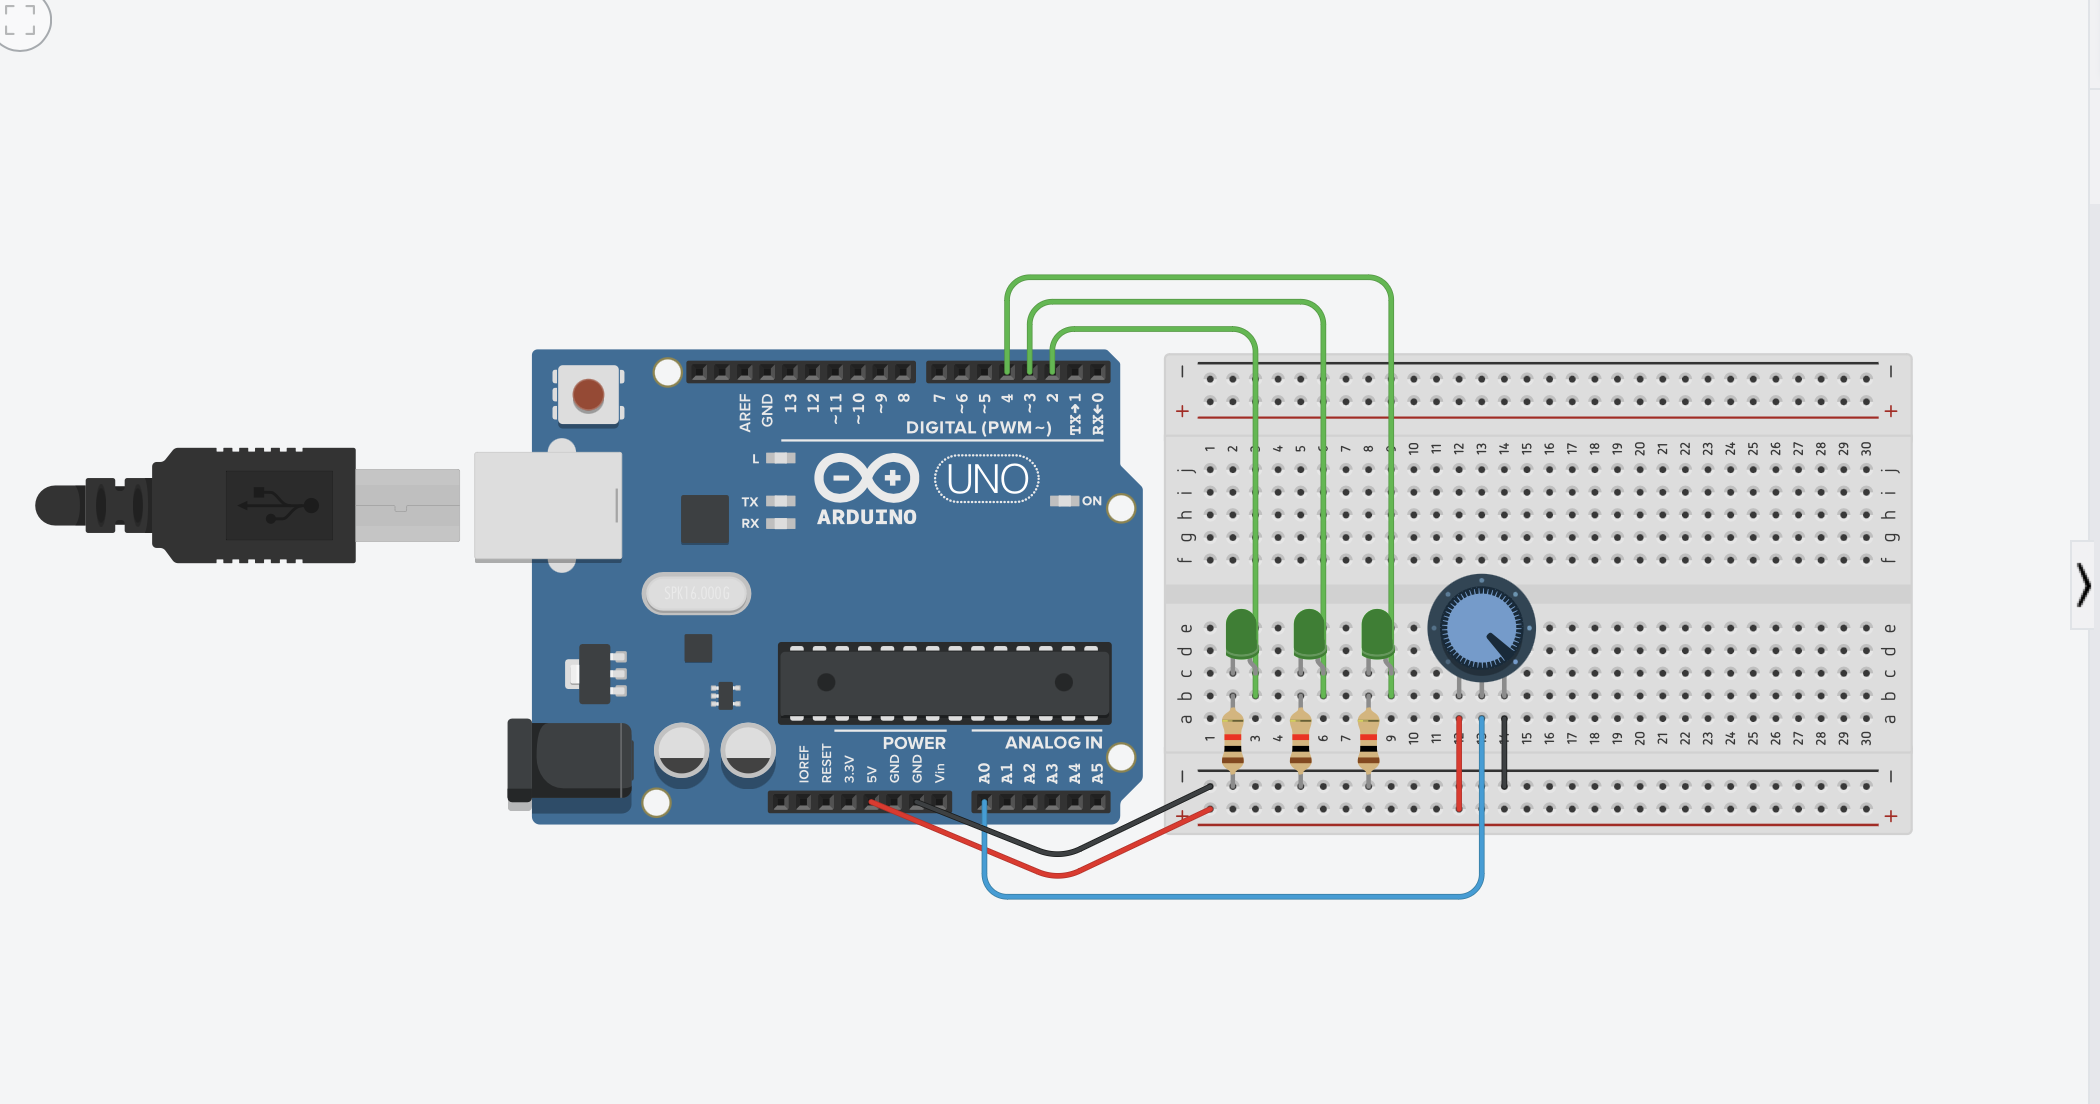 AREF
GND
13
12
~11
~10
~9
8
7
~6
~5
4
~3
2
TX→1
RX←0
DIGITAL (PWM ~)
L
TX
RX
UNO
ON
ARDUINO
SPK16.000G
IOREF
RESET
3.3V
5V
GND
GND
Vin
POWER
ANALOG IN
A0
A1
A2
A3
A4
A5
− −
+ +
1 2 3 4 5 6 7 8 9 10 11 12 13 14 15 16 17 18 19 20 21 22 23 24 25 26 27 28 29 30
j j
i i
h h
g g
f f
e e
d d
c c
b b
a a
1 2 3 4 5 6 7 8 9 10 11 12 13 14 15 16 17 18 19 20 21 22 23 24 25 26 27 28 29 30
− −
+ +